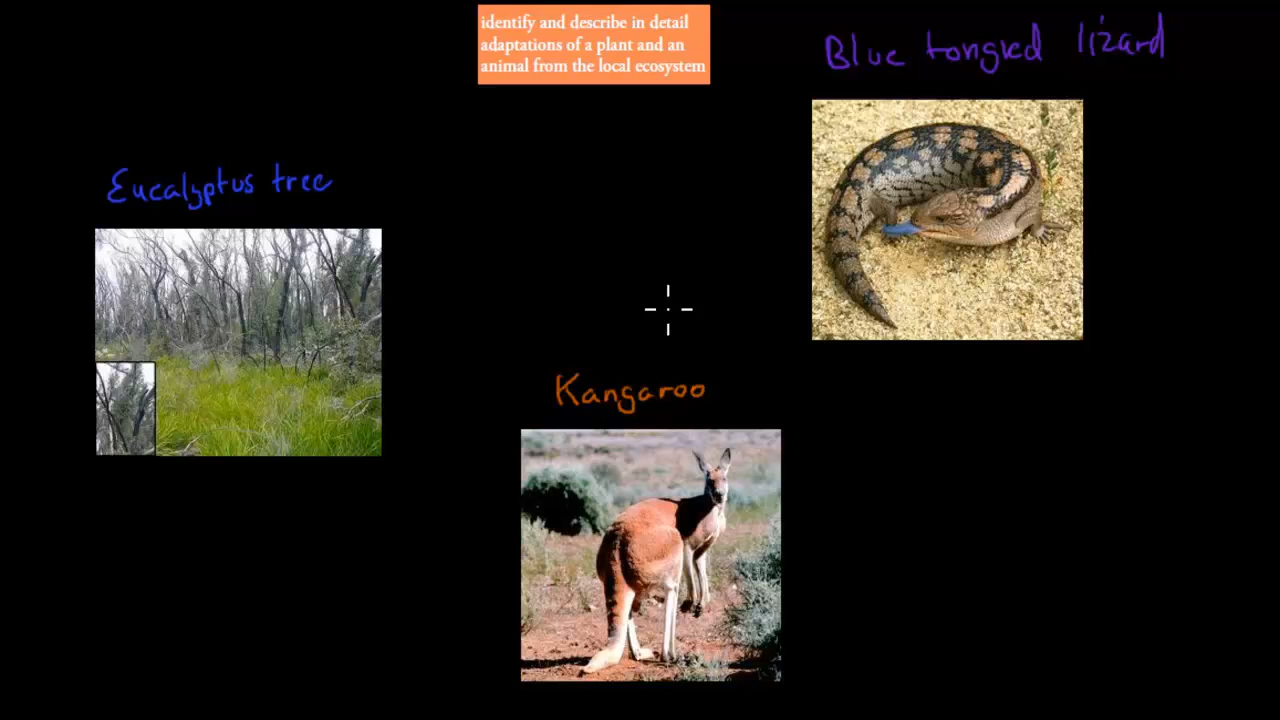 identify and describe in detail
adaptations of a plant and an
animal from the local ecosystem
Blue tongued lizard
Eucalyptus tree
Kangaroo